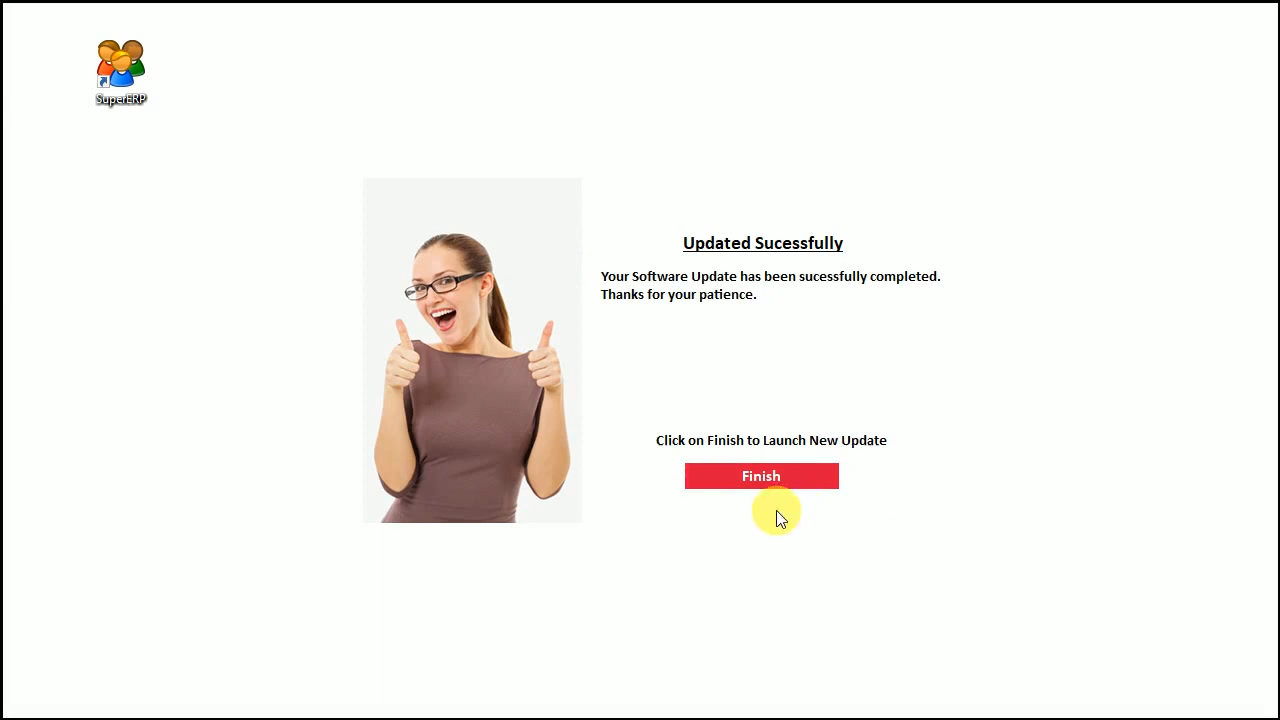 SuperERP
Updated Sucessfully
Your Software Update has been sucessfully completed.
Thanks for your patience.
Click on Finish to Launch New Update
Finish